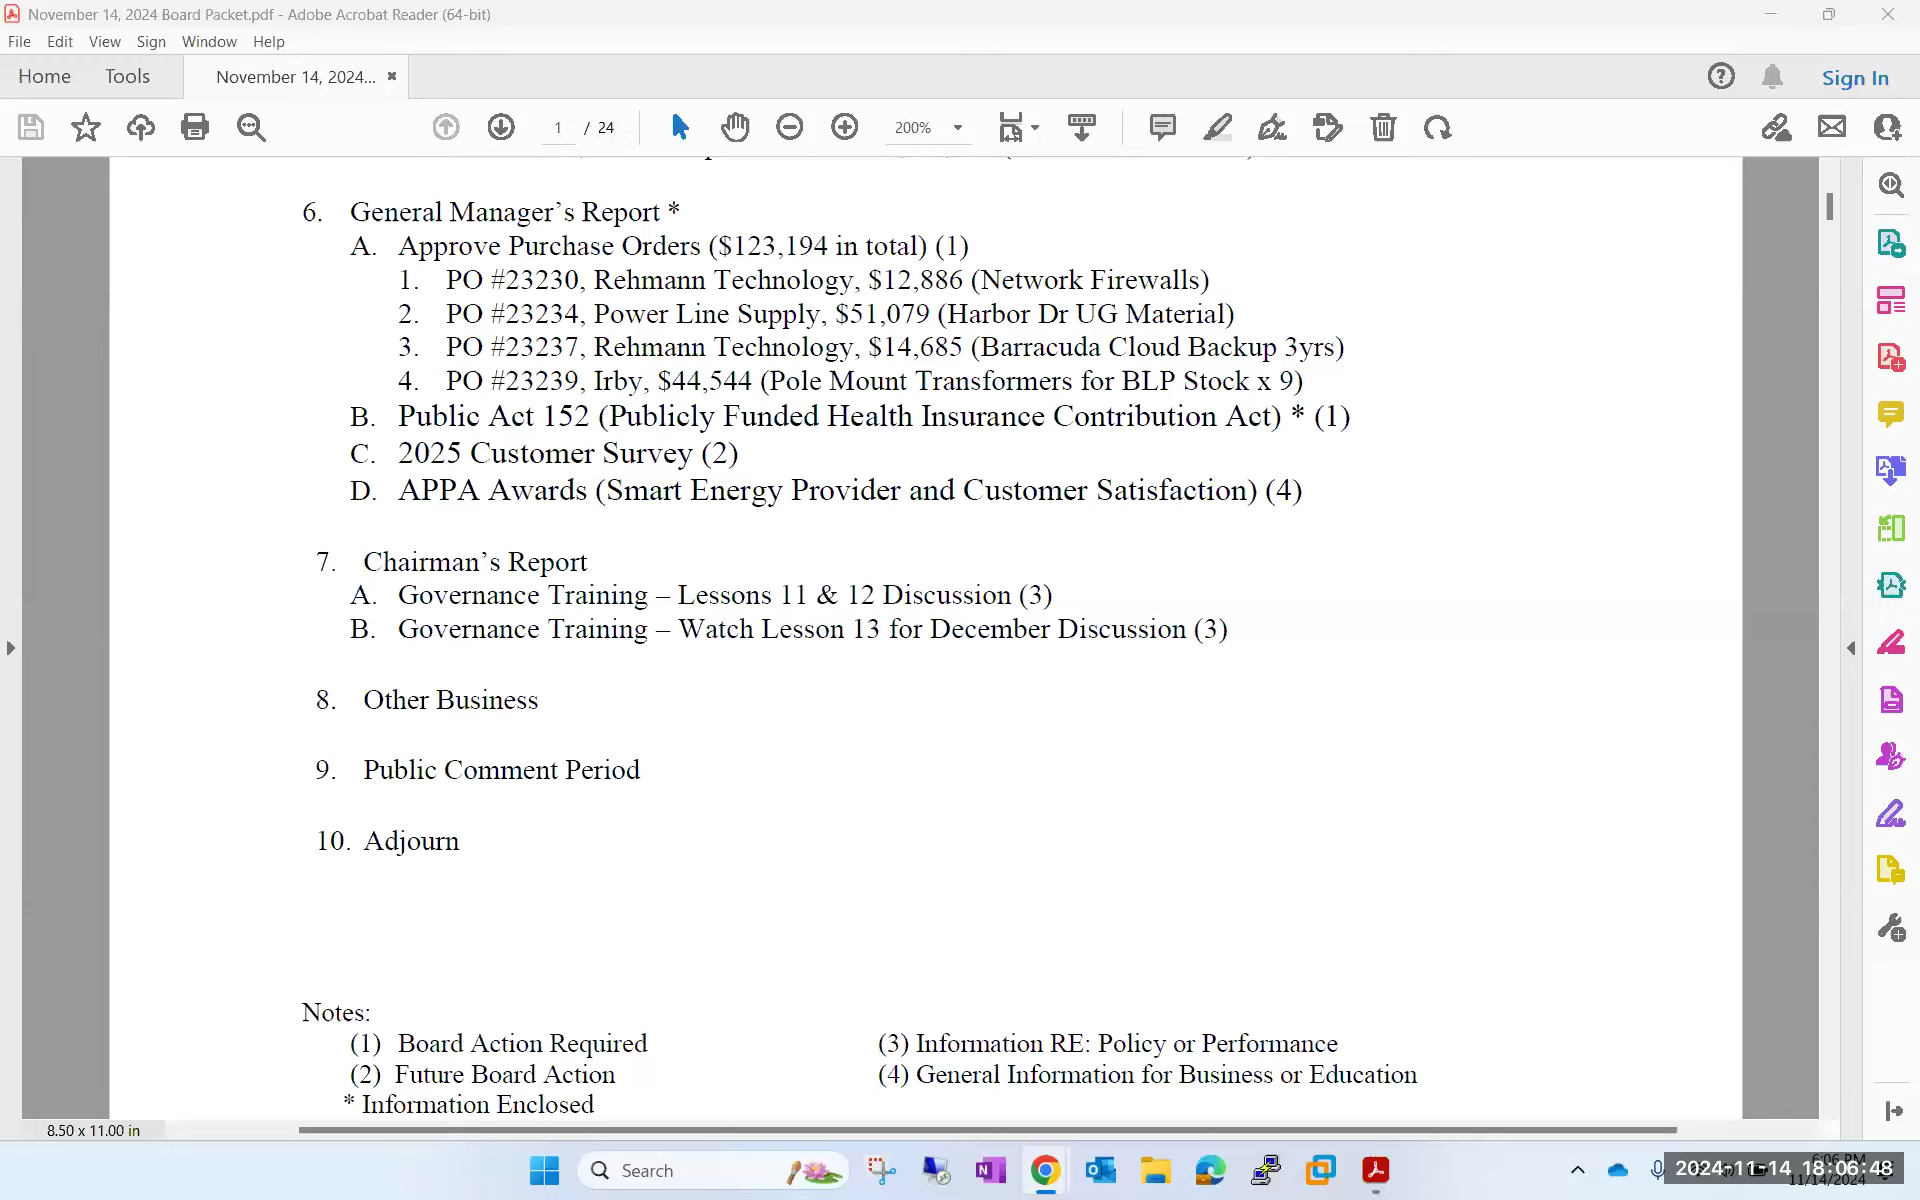 November 14, 2024 Board Packet.pdf - Adobe Acrobat Reader (64-bit)
File Edit View Sign Window Help
Home Tools November 14, 2024... × Sign In
1 / 24 200%
6. General Manager’s Report *
A. Approve Purchase Orders ($123,194 in total) (1)
1. PO #23230, Rehmann Technology, $12,886 (Network Firewalls)
2. PO #23234, Power Line Supply, $51,079 (Harbor Dr UG Material)
3. PO #23237, Rehmann Technology, $14,685 (Barracuda Cloud Backup 3yrs)
4. PO #23239, Irby, $44,544 (Pole Mount Transformers for BLP Stock x 9)
B. Public Act 152 (Publicly Funded Health Insurance Contribution Act) * (1)
C. 2025 Customer Survey (2)
D. APPA Awards (Smart Energy Provider and Customer Satisfaction) (4)
7. Chairman’s Report
A. Governance Training – Lessons 11 & 12 Discussion (3)
B. Governance Training – Watch Lesson 13 for December Discussion (3)
8. Other Business
9. Public Comment Period
10. Adjourn
Notes:
(1) Board Action Required (3) Information RE: Policy or Performance
(2) Future Board Action (4) General Information for Business or Education
* Information Enclosed
8.50 x 11.00 in
Search
2024-11-14 18:06:48
11/14/2024